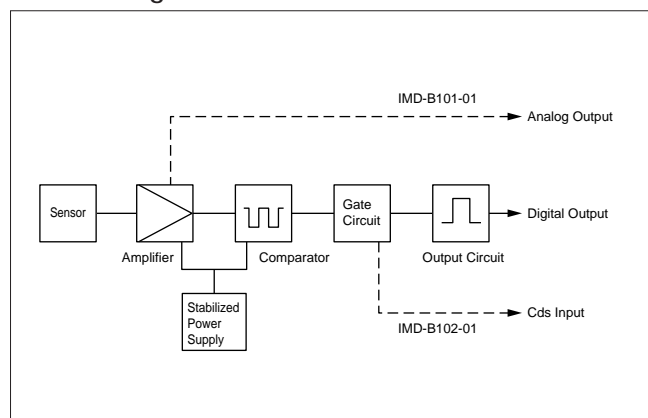 IMD-B101-01
Analog Output
Sensor
Gate
Circuit
Digital Output
Amplifier
Comparator
Output Circuit
Stabilized
Power
Supply
Cds Input
IMD-B102-01